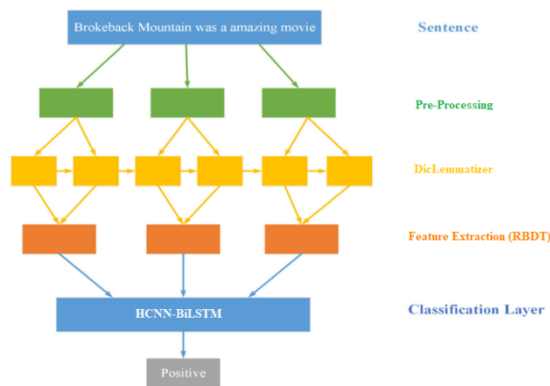 Brokeback Mountain was a amazing movie
Sentence
Pre-Processing
DicLemmatizer
Feature Extraction (RBDT)
HCNN-BiLSTM
Classification Layer
Positive